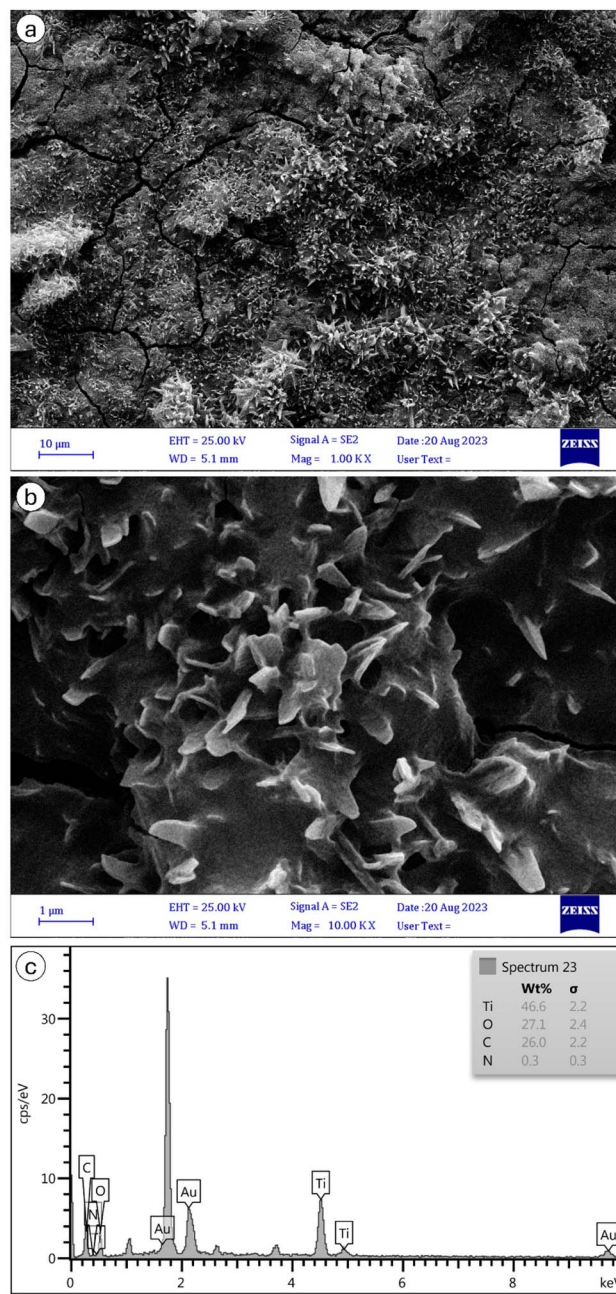 a
10 μm
EHT = 25.00 kV Signal A = SE2 Date :20 Aug 2023
WD = 5.1 mm Mag = 1.00 K X User Text =
ZEISS
b
1 μm
EHT = 25.00 kV Signal A = SE2 Date :20 Aug 2023
WD = 5.1 mm Mag = 10.00 K X User Text =
ZEISS
c
Spectrum 23
Wt% σ
Ti 46.6 2.2
O 27.1 2.4
C 26.0 2.2
N 0.3 0.3
cps/eV
30
20
10
0
C
O
N
Au
Au
Ti
Ti
Au
0 2 4 6 8 keV